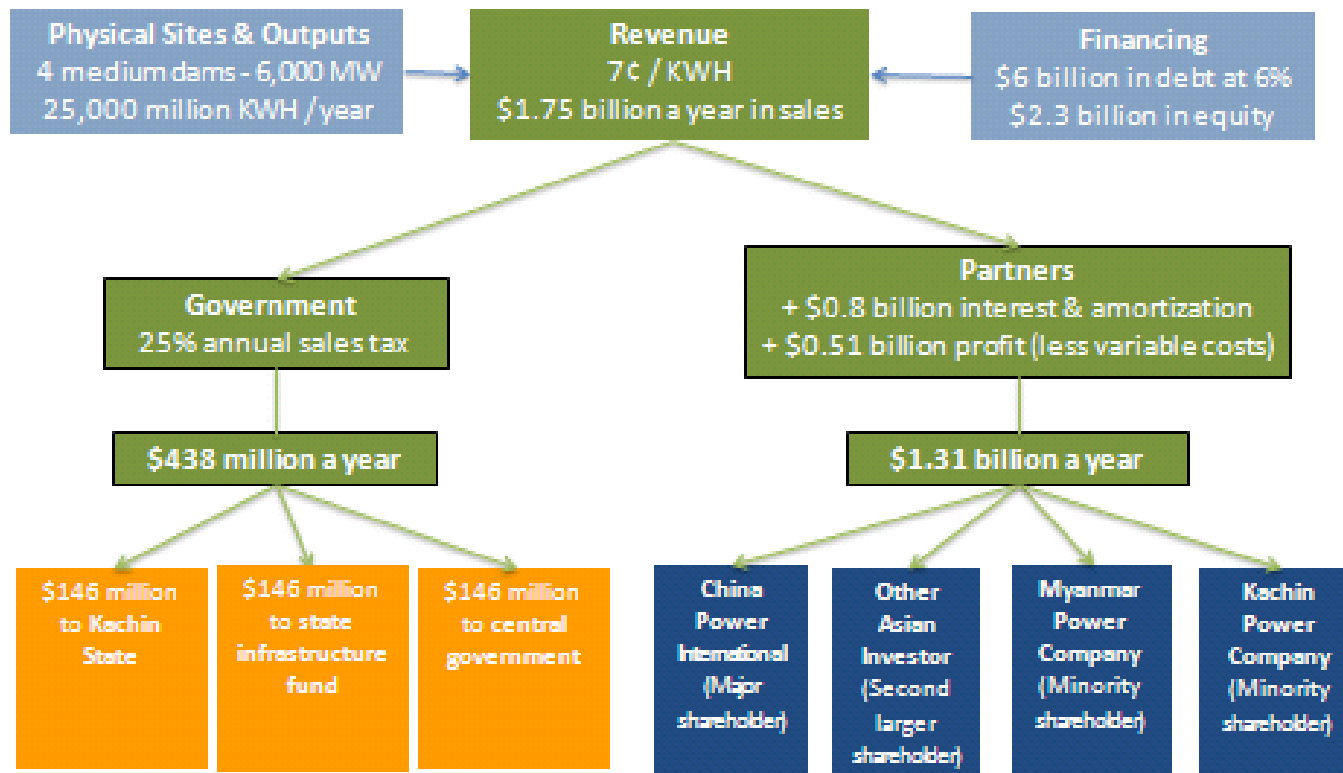 Physical Sites & Outputs
4 medium dams - 6,000 MW
25,000 million KWH / year
Revenue
7¢ / KWH
$1.75 billion a year in sales
Financing
$6 billion in debt at 6%
$2.3 billion in equity
Government
25% annual sales tax
Partners
+ $0.8 billion interest & amortization
+ $0.51 billion profit (less variable costs)
$438 million a year
$1.31 billion a year
$146 million
to Kachin
State
$146 million
to state
infrastructure
fund
$146 million
to central
government
China
Power
International
(Major
shareholder)
Other
Asian
Investor
(Second
larger
shareholder)
Myanmar
Power
Company
(Minority
shareholder)
Kachin
Power
Company
(Minority
shareholder)